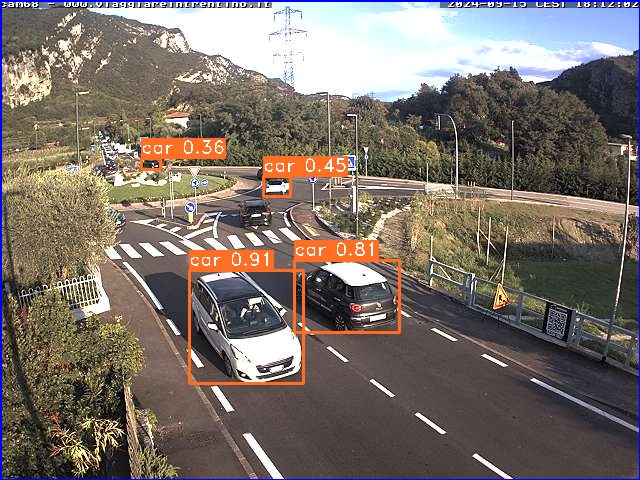 cam68 - www.viaggiareintrentino.it
2024-09-15 CEST 18:12:02
car 0.36
car 0.45
car 0.91
car 0.81